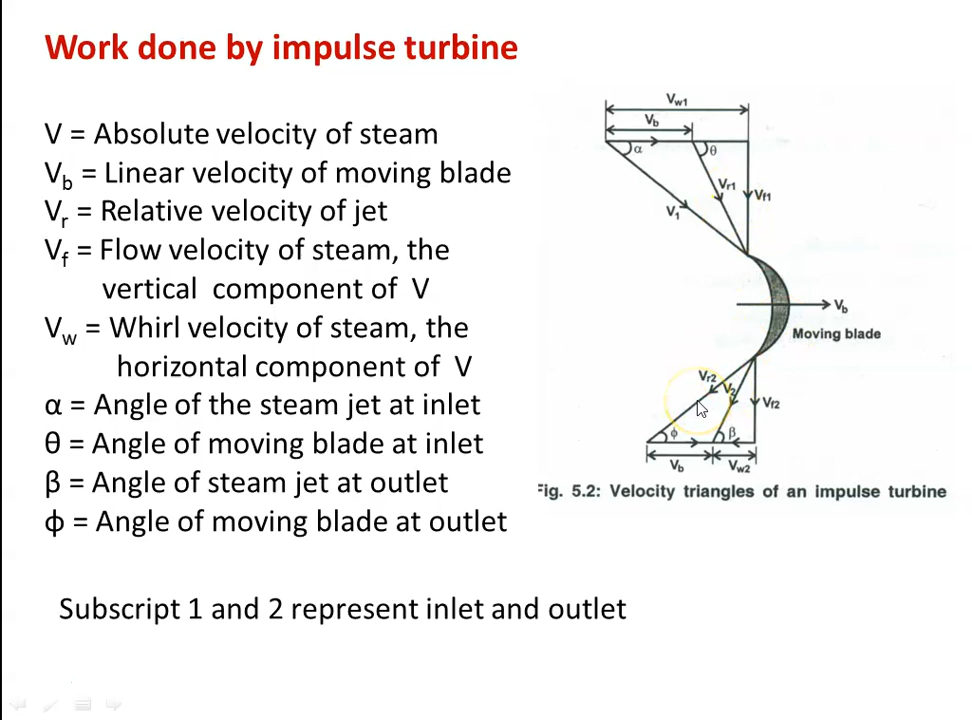 Work done by impulse turbine
V = Absolute velocity of steam
Vb = Linear velocity of moving blade
Vr = Relative velocity of jet
Vf = Flow velocity of steam, the
vertical component of V
Vw = Whirl velocity of steam, the
horizontal component of V
α = Angle of the steam jet at inlet
θ = Angle of moving blade at inlet
β = Angle of steam jet at outlet
ϕ = Angle of moving blade at outlet
Subscript 1 and 2 represent inlet and outlet
Vw1
Vb
α
θ
Vr1
Vf1
V1
Vb
Moving blade
Vr2
V2
Vf2
ϕ
β
Vb
Vw2
Fig. 5.2: Velocity triangles of an impulse turbine